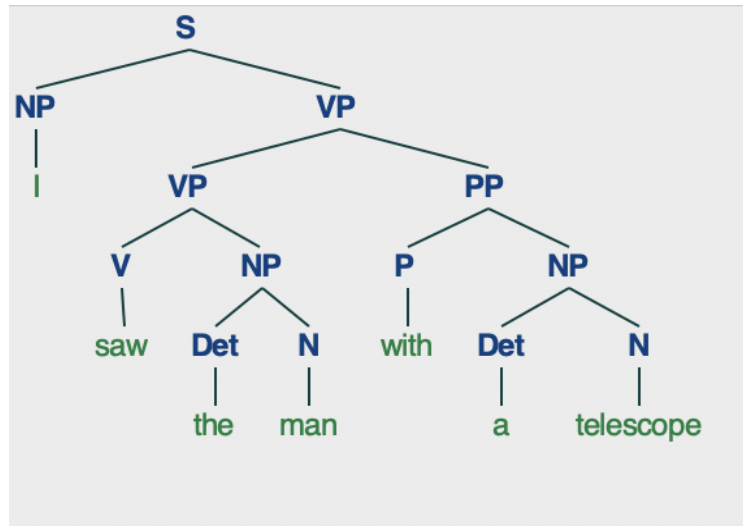 S
NP VP
I VP PP
V NP P NP
saw Det N with Det N
the man a telescope